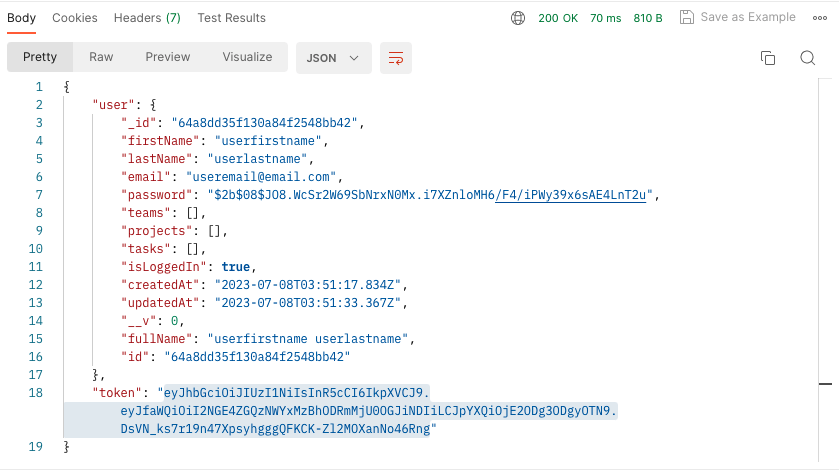 Body Cookies Headers (7) Test Results 200 OK 70 ms 810 B Save as Example
Pretty Raw Preview Visualize JSON
1 {
2 "user": {
3 "_id": "64a8dd35f130a84f2548bb42",
4 "firstName": "userfirstname",
5 "lastName": "userlastname",
6 "email": "useremail@email.com",
7 "password": "$2b$08$JO8.WcSr2W69SbNrxN0Mx.i7XZnloMH6/F4/iPWy39x6sAE4LnT2u",
8 "teams": [],
9 "projects": [],
10 "tasks": [],
11 "isLoggedIn": true,
12 "createdAt": "2023-07-08T03:51:17.834Z",
13 "updatedAt": "2023-07-08T03:51:33.367Z",
14 "__v": 0,
15 "fullName": "userfirstname userlastname",
16 "id": "64a8dd35f130a84f2548bb42"
17 },
18 "token": "eyJhbGciOiJIUzI1NiIsInR5cCI6IkpXVCJ9.
eyJfaWQiOiI2NGE4ZGQzNWYxMzBhODRmMjU0OGJiNDIiLCJpYXQiOjE2ODg3ODgyOTN9.
DsVN_ks7r19n47XpsyhgggQFKCK-Zl2MOXanNo46Rng"
19 }